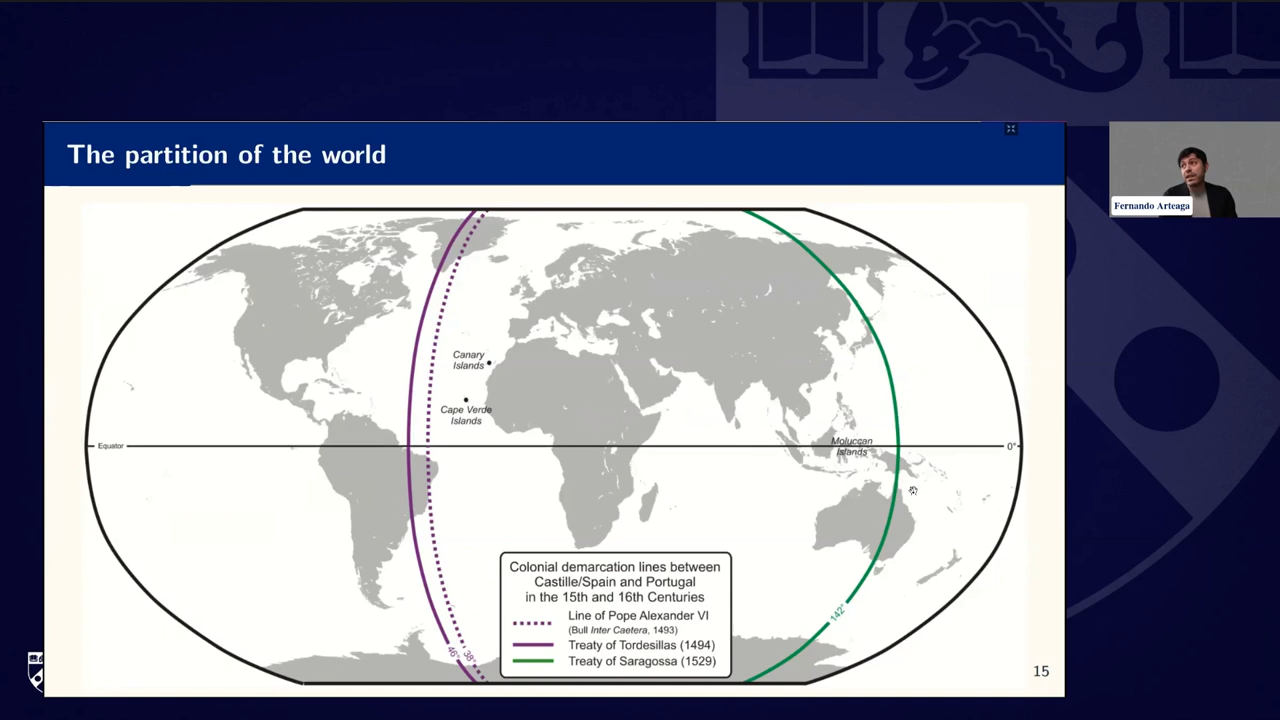 The partition of the world
Fernando Arteaga
Canary
Islands
Cape Verde
Islands
Equator
0°
Moluccan
Islands
142°
46°
38°
Colonial demarcation lines between
Castille/Spain and Portugal
in the 15th and 16th Centuries
Line of Pope Alexander VI
(Bull Inter Caetera, 1493)
Treaty of Tordesillas (1494)
Treaty of Saragossa (1529)
15